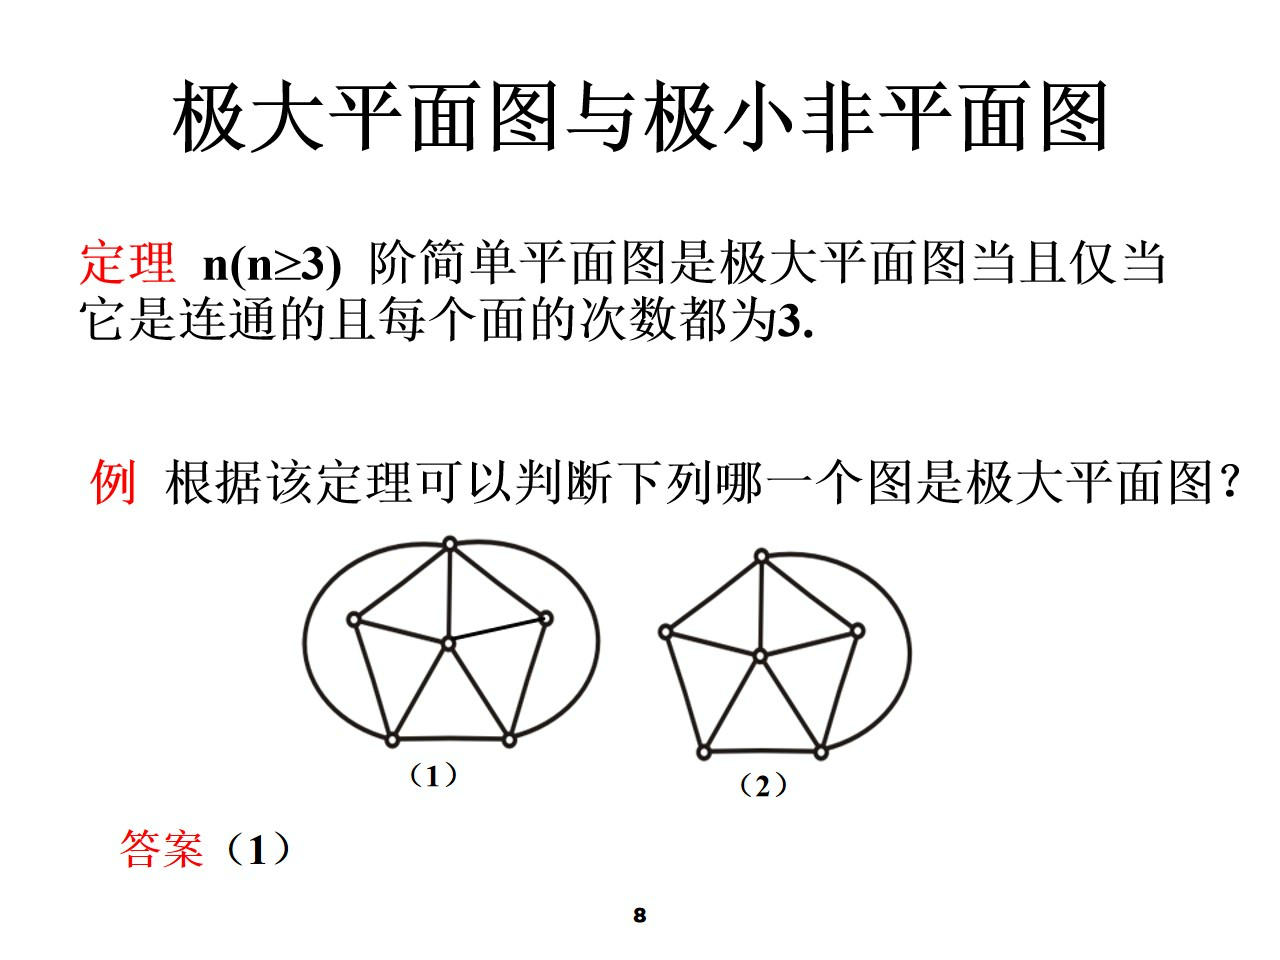 极大平面图与极小非平面图
定理 n(n≥3) 阶简单平面图是极大平面图当且仅当
它是连通的且每个面的次数都为3.
例 根据该定理可以判断下列哪一个图是极大平面图？
（1）
（2）
答案（1）
8